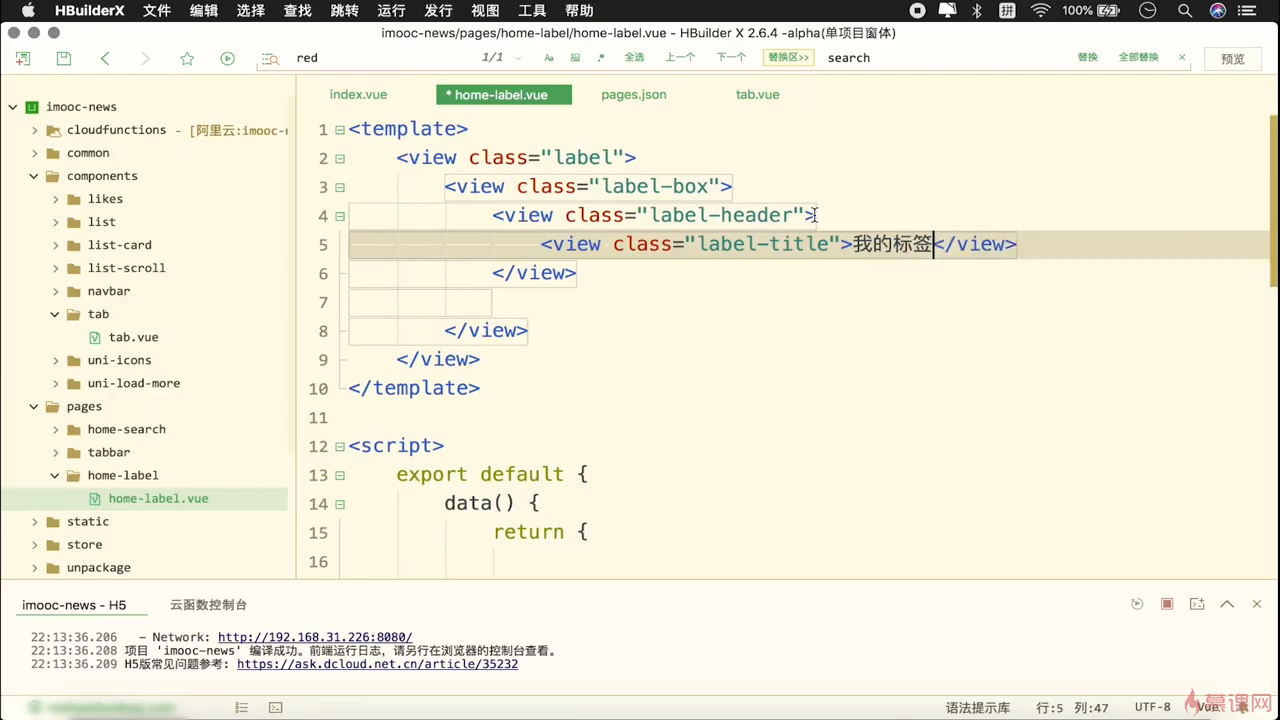 HBuilderX 文件 编辑 选择 查找 跳转 运行 发行 视图 工具 帮助 拼 100%
imooc-news/pages/home-label/home-label.vue - HBuilder X 2.6.4 -alpha(单项目窗体)
red 1/1 Aa .* 全选 上一个 下一个 替换区>> search 替换 全部替换 × 预览
imooc-news
cloudfunctions - [阿里云:imooc-
common
components
likes
list
list-card
list-scroll
navbar
tab
tab.vue
uni-icons
uni-load-more
pages
home-search
tabbar
home-label
home-label.vue
static
store
unpackage
index.vue * home-label.vue pages.json tab.vue
1 <template>
2 <view class="label">
3 <view class="label-box">
4 <view class="label-header">
5 <view class="label-title">我的标签</view>
6 </view>
7
8 </view>
9 </view>
10 </template>
11
12 <script>
13 export default {
14 data() {
15 return {
16
imooc-news - H5 云函数控制台
22:13:36.206 - Network: http://192.168.31.226:8080/
22:13:36.208 项目 'imooc-news' 编译成功。前端运行日志，请另行在浏览器的控制台查看。
22:13:36.209 H5版常见问题参考: https://ask.dcloud.net.cn/article/35232
语法提示库 行:5 列:47 UTF-8 Vue
慕课网